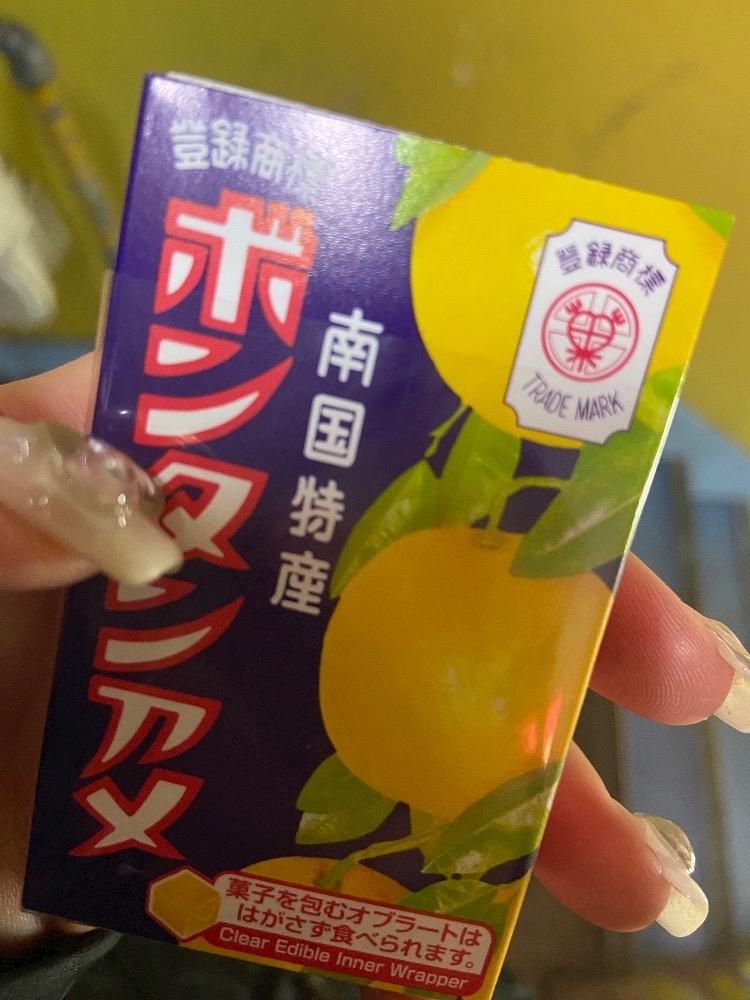 登録商標
ボンタンアメ
南国特産
登録商標
TRADE MARK
菓子を包むオブラートは
はがさず食べられます。
Clear Edible Inner Wrapper